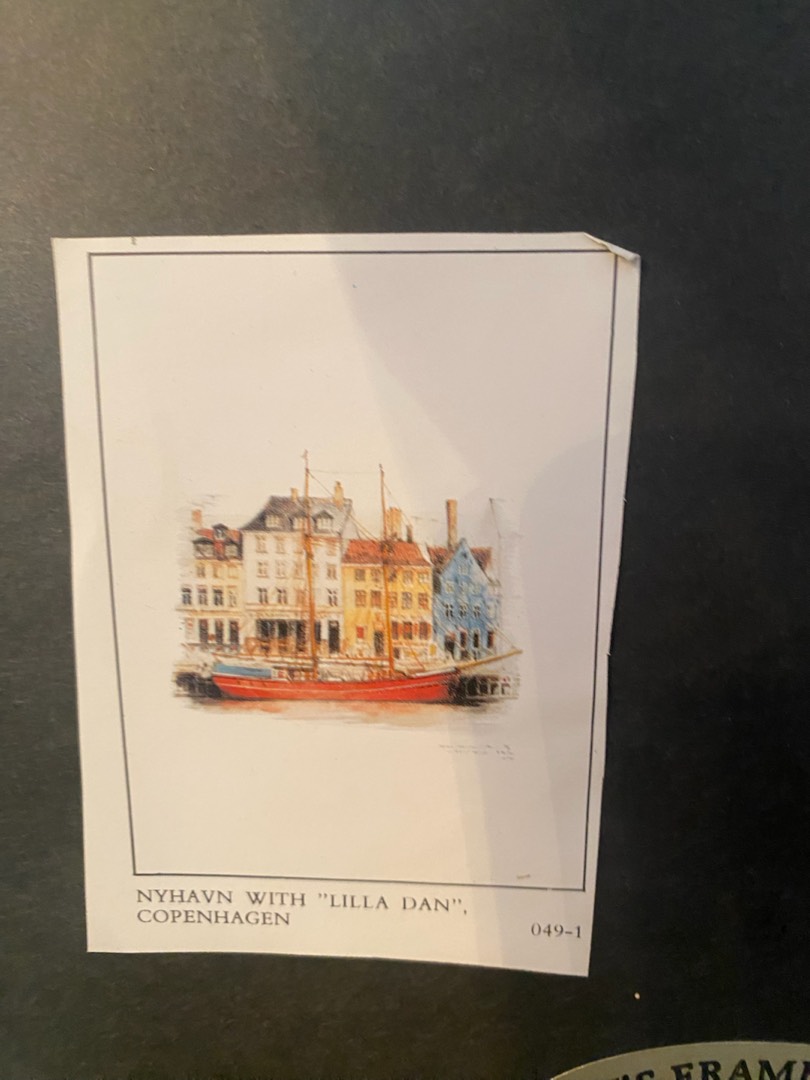 NYHAVN WITH "LILLA DAN",
COPENHAGEN
049-1